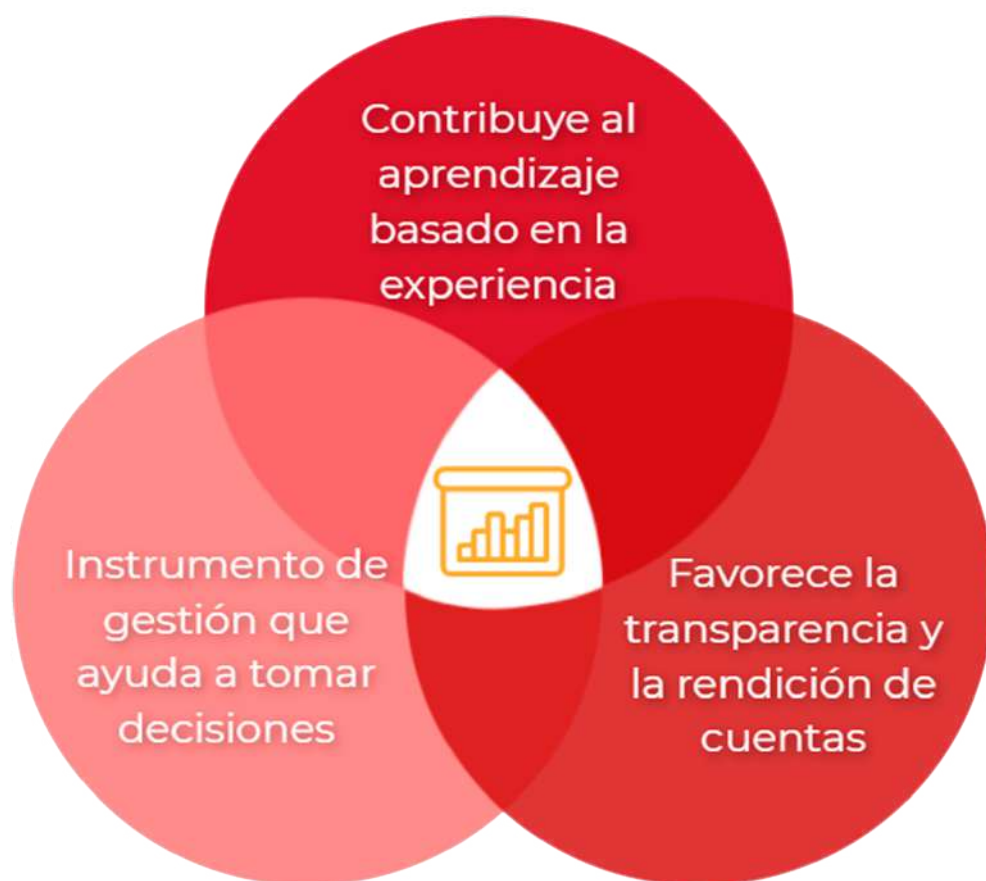 Contribuye al
aprendizaje
basado en la
experiencia
Instrumento de
gestión que
ayuda a tomar
decisiones
Favorece la
transparencia y
la rendición de
cuentas